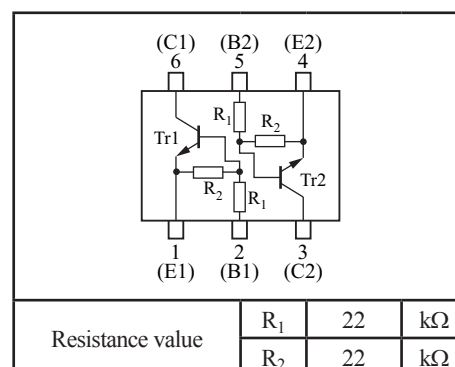 (C1) (B2) (E2)
6 5 4
R1
R2
Tr1
Tr2
R2
R1
1 2 3
(E1) (B1) (C2)
Resistance value R1 22 kΩ
R2 22 kΩ